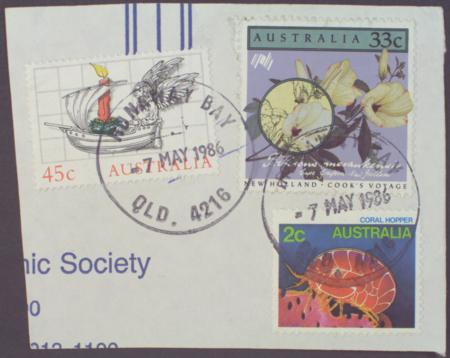 AUSTRALIA 33c
45c AUSTRALIA
BAY
-7 MAY 1986
QLD. 4216
NEW HOLLAND - COOK'S VOYAGE
-7 MAY 1986
CORAL HOPPER
2c AUSTRALIA
nic Society
00